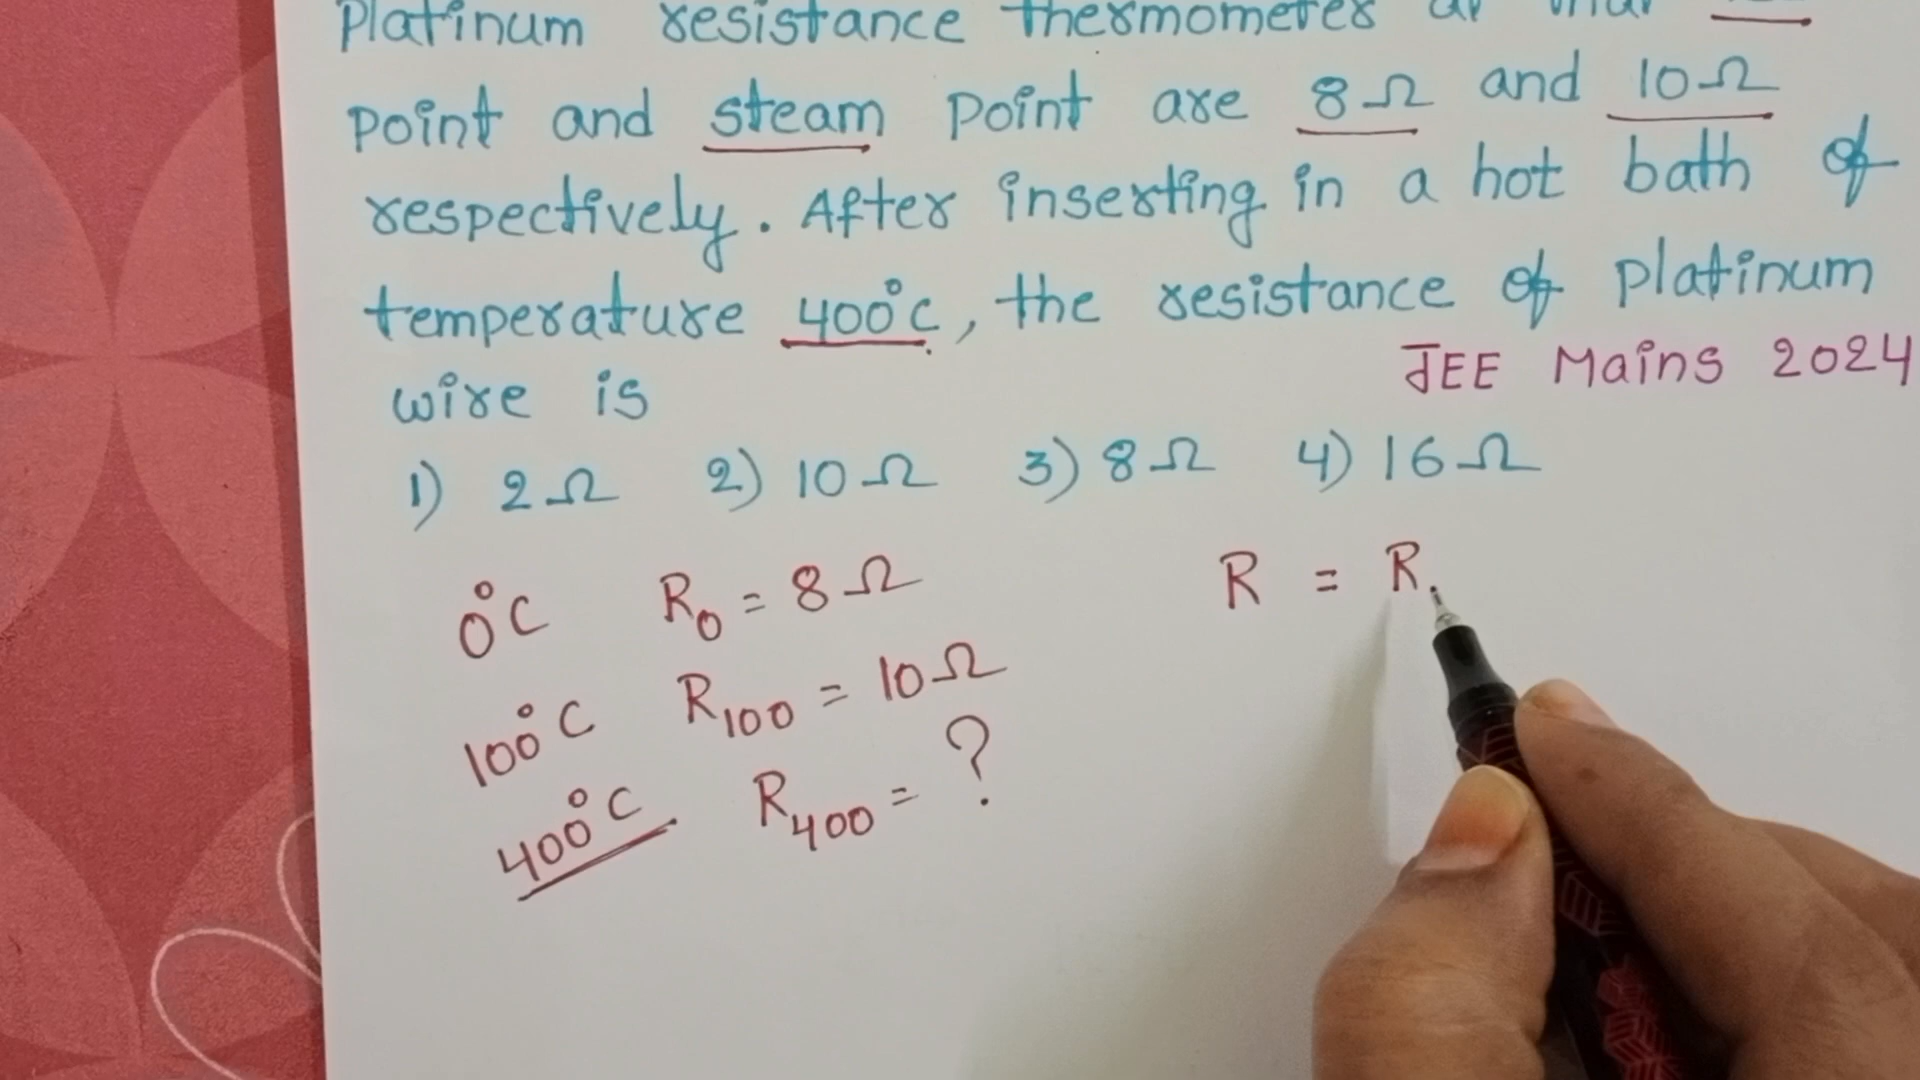 Platinum resistance thermometer
point and steam point are 8Ω and 10Ω
respectively. After inserting in a hot bath of
temperature 400°C, the resistance of platinum
wire is
JEE Mains 2024
1) 2Ω 2) 10Ω 3) 8Ω 4) 16Ω
0°C R₀ = 8Ω
R = R
100°C R₁₀₀ = 10Ω
400°C R₄₀₀ = ?